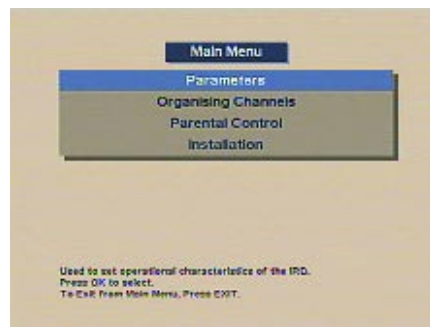 Main Menu
Parameters
Organising Channels
Parental Control
Installation
Used to set operational characteristics of the IRD.
Press OK to select.
To Exit From Main Menu, Press EXIT.